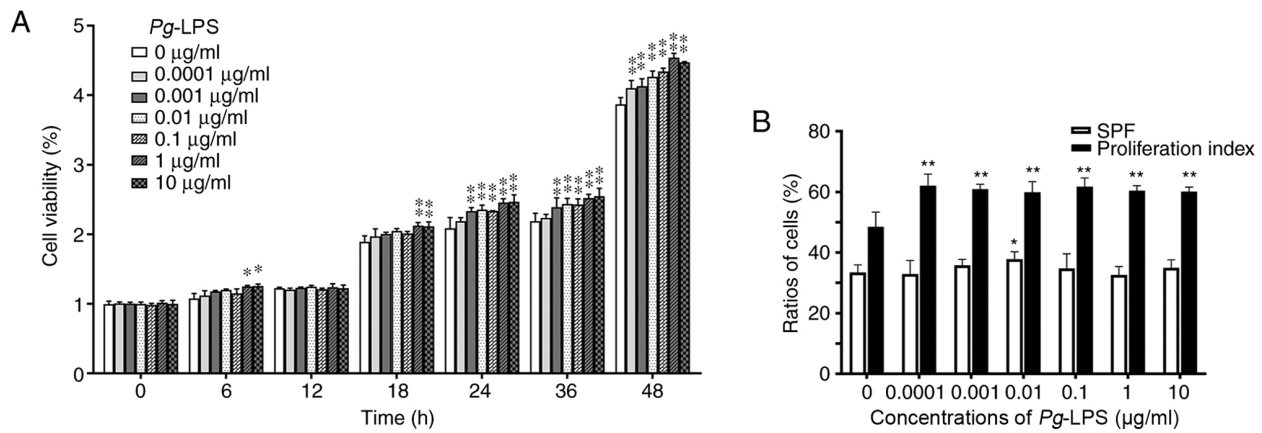 A
Pg-LPS
0 µg/ml
0.0001 µg/ml
0.001 µg/ml
0.01 µg/ml
0.1 µg/ml
1 µg/ml
10 µg/ml
Cell viability (%)
5
4
3
2
1
0
* *
** **
** ** ** ** **
** ** ** ** **
** ** ** ** ** **
0 6 12 18 24 36 48
Time (h)
B
SPF
Proliferation index
Ratios of cells (%)
80
60
40
20
0
** ** ** ** ** **
*
0 0.0001 0.001 0.01 0.1 1 10
Concentrations of Pg-LPS (µg/ml)